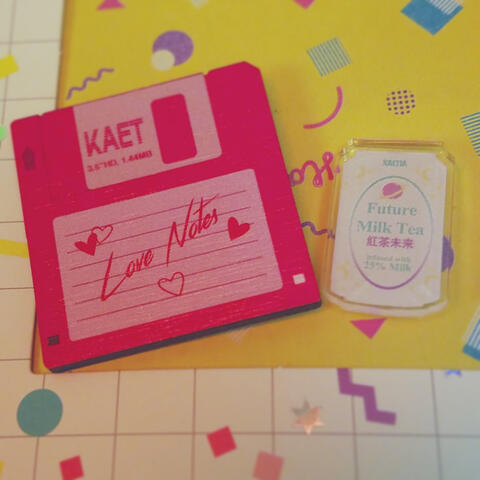 KAET
3.5"HD, 1.44MB
Love Notes
XAETIA
Future
Milk Tea
紅茶未来
infused with
25% Milk